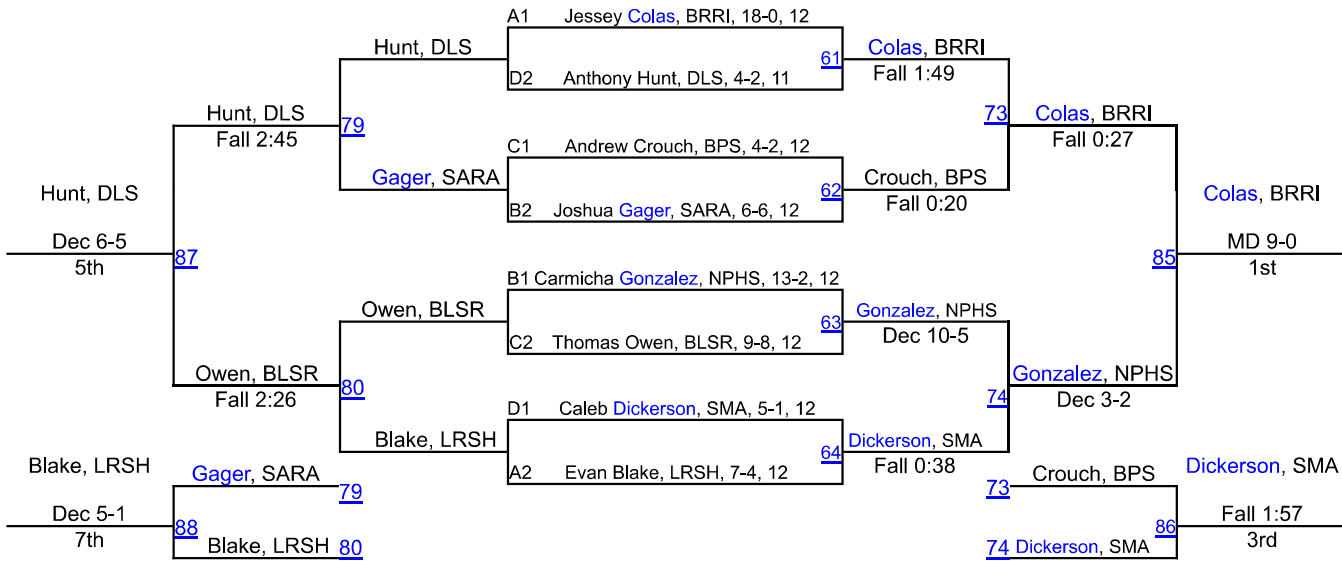 A1 Jessey Colas, BRRI, 18-0, 12
Hunt, DLS
61
Colas, BRRI
Fall 1:49
D2 Anthony Hunt, DLS, 4-2, 11
Hunt, DLS
Fall 2:45
79
73
Colas, BRRI
Fall 0:27
C1 Andrew Crouch, BPS, 4-2, 12
Gager, SARA
62
Crouch, BPS
Fall 0:20
B2 Joshua Gager, SARA, 6-6, 12
Hunt, DLS
Dec 6-5
5th
87
85
Colas, BRRI
MD 9-0
1st
B1 Carmicha Gonzalez, NPHS, 13-2, 12
Owen, BLSR
63
Gonzalez, NPHS
Dec 10-5
C2 Thomas Owen, BLSR, 9-8, 12
Owen, BLSR
Fall 2:26
80
74
Gonzalez, NPHS
Dec 3-2
D1 Caleb Dickerson, SMA, 5-1, 12
Blake, LRSH
64
Dickerson, SMA
Fall 0:38
A2 Evan Blake, LRSH, 7-4, 12
Blake, LRSH
Dec 5-1
7th
Gager, SARA
79
88
Blake, LRSH
80
73
Crouch, BPS
86
74 Dickerson, SMA
Dickerson, SMA
Fall 1:57
3rd